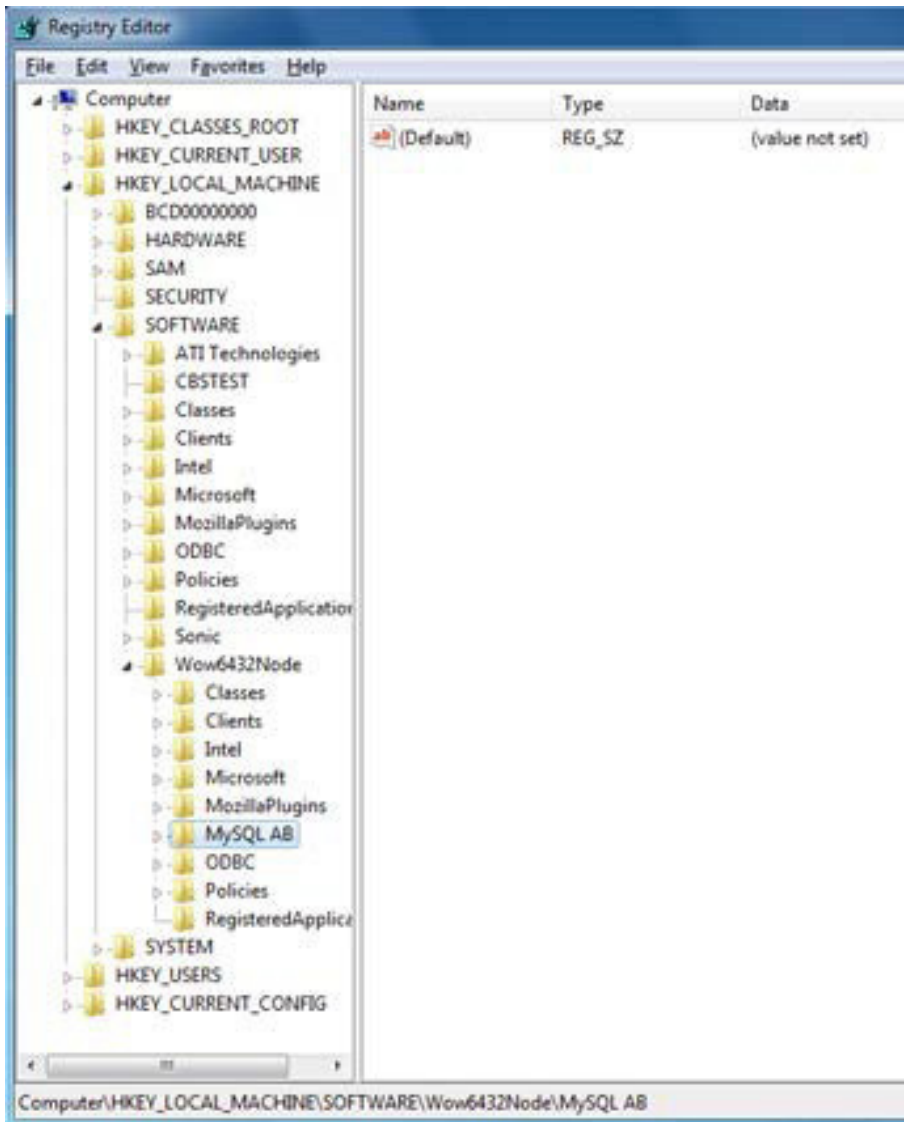 Registry Editor
File Edit View Favorites Help
Computer
HKEY_CLASSES_ROOT
HKEY_CURRENT_USER
HKEY_LOCAL_MACHINE
BCD00000000
HARDWARE
SAM
SECURITY
SOFTWARE
ATI Technologies
CBSTEST
Classes
Clients
Intel
Microsoft
MozillaPlugins
ODBC
Policies
RegisteredApplication
Sonic
Wow6432Node
Classes
Clients
Intel
Microsoft
MozillaPlugins
MySQL AB
ODBC
Policies
RegisteredApplica
SYSTEM
HKEY_USERS
HKEY_CURRENT_CONFIG
Name Type Data
ab (Default) REG_SZ (value not set)
Computer\HKEY_LOCAL_MACHINE\SOFTWARE\Wow6432Node\MySQL AB